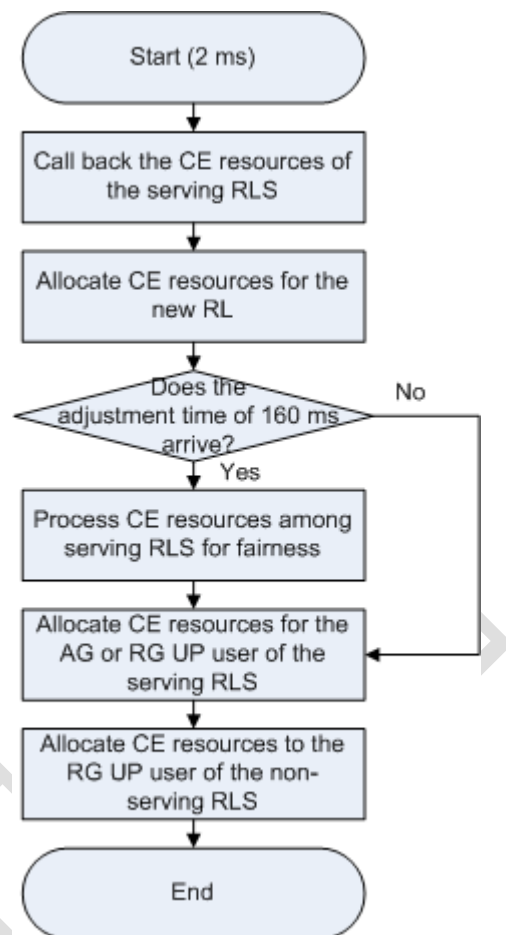 Start (2 ms)
Call back the CE resources of
the serving RLS
Allocate CE resources for the
new RL
Does the
adjustment time of 160 ms
arrive?
No
Yes
Process CE resources among
serving RLS for fairness
Allocate CE resources for the
AG or RG UP user of the
serving RLS
Allocate CE resources to the
RG UP user of the non-
serving RLS
End